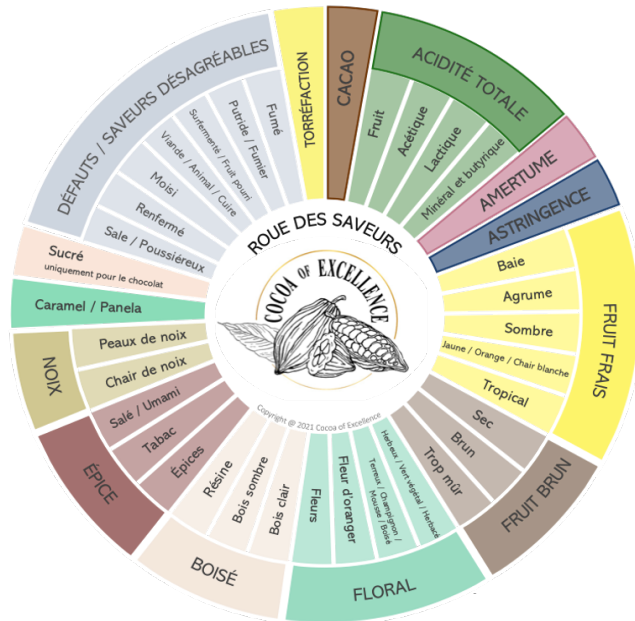 ROUE DES SAVEURS
COCOA OF EXCELLENCE
Copyright @ 2021 Cocoa of Excellence
CACAO
ACIDITÉ TOTALE
Fruit
Acétique
Lactique
Minéral et butyrique
AMERTUME
ASTRINGENCE
FRUIT FRAIS
Baie
Agrume
Sombre
Jaune / Orange / Chair blanche
Tropical
FRUIT BRUN
Sec
Brun
Trop mûr
FLORAL
Herbeux / Vert végétal / Herbacé
Terreux / Champignon /
Mousse / Boisé
Fleur d'oranger
Fleurs
BOISÉ
Bois clair
Bois sombre
Résine
ÉPICE
Épices
Tabac
Salé / Umami
NOIX
Chair de noix
Peaux de noix
Caramel / Panela
Sucré
uniquement pour le chocolat
DÉFAUTS / SAVEURS DÉSAGRÉABLES
Sale / Poussiéreux
Renfermé
Moisi
Viande / Animal / Cuire
Surfermenté / Fruit pourri
Putride / Fumier
Fumé
TORRÉFACTION